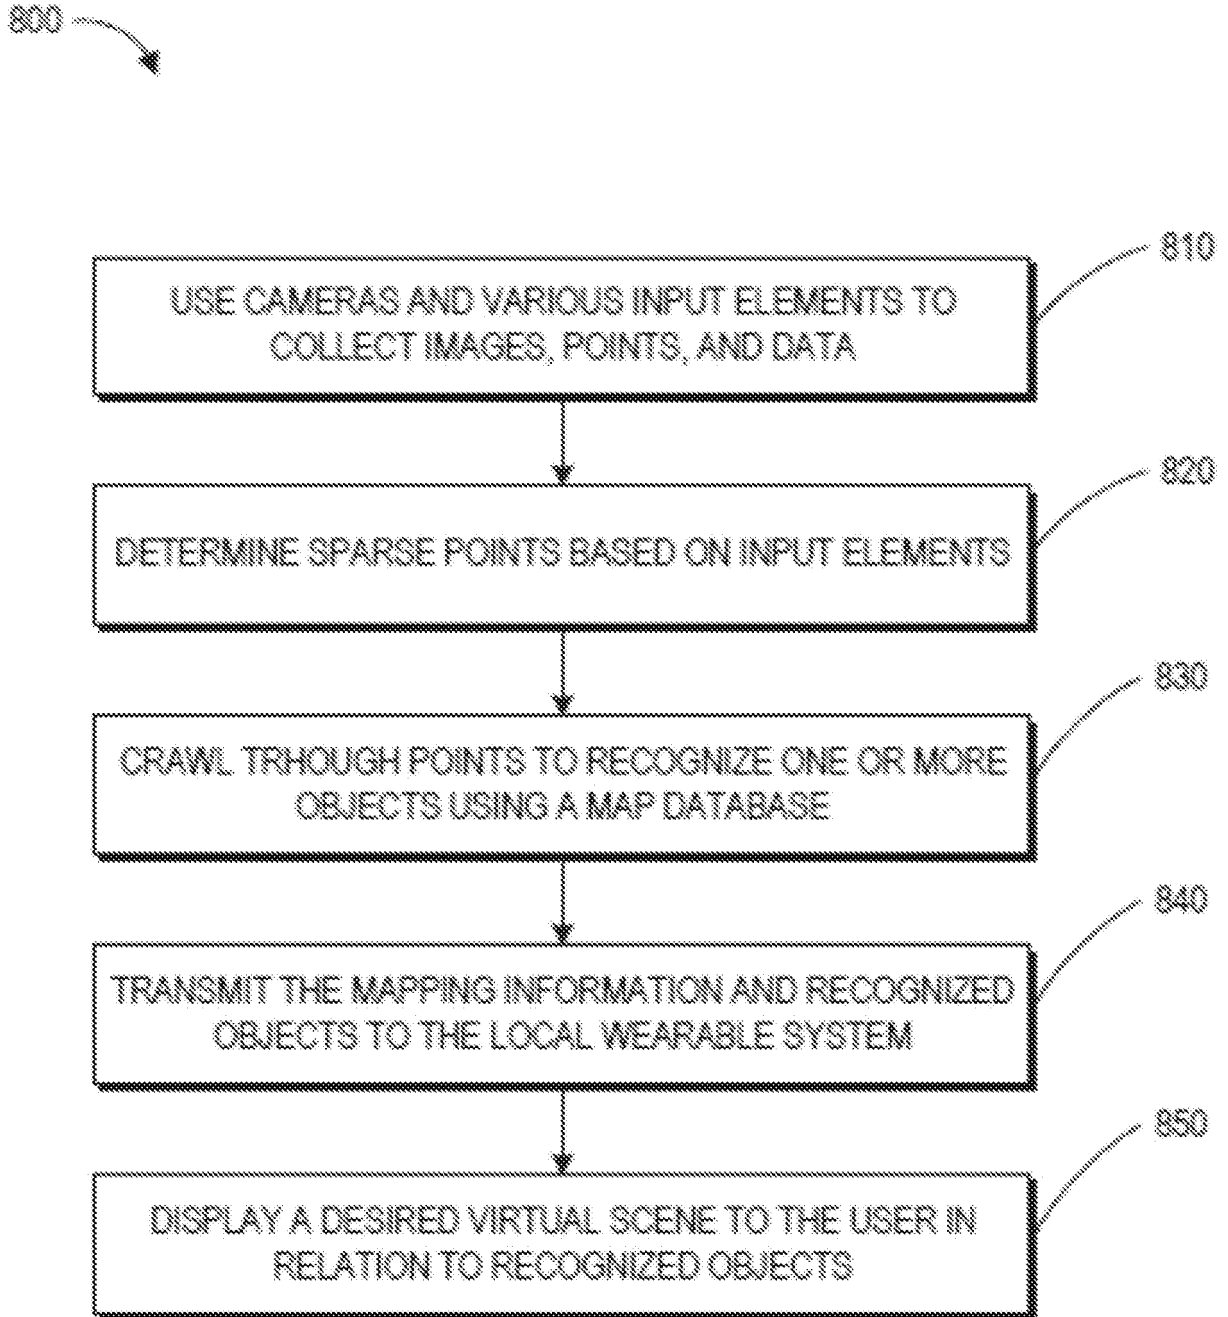 800
810
USE CAMERAS AND VARIOUS INPUT ELEMENTS TO
COLLECT IMAGES, POINTS, AND DATA
820
DETERMINE SPARSE POINTS BASED ON INPUT ELEMENTS
830
CRAWL TRHOUGH POINTS TO RECOGNIZE ONE OR MORE
OBJECTS USING A MAP DATABASE
840
TRANSMIT THE MAPPING INFORMATION AND RECOGNIZED
OBJECTS TO THE LOCAL WEARABLE SYSTEM
850
DISPLAY A DESIRED VIRTUAL SCENE TO THE USER IN
RELATION TO RECOGNIZED OBJECTS